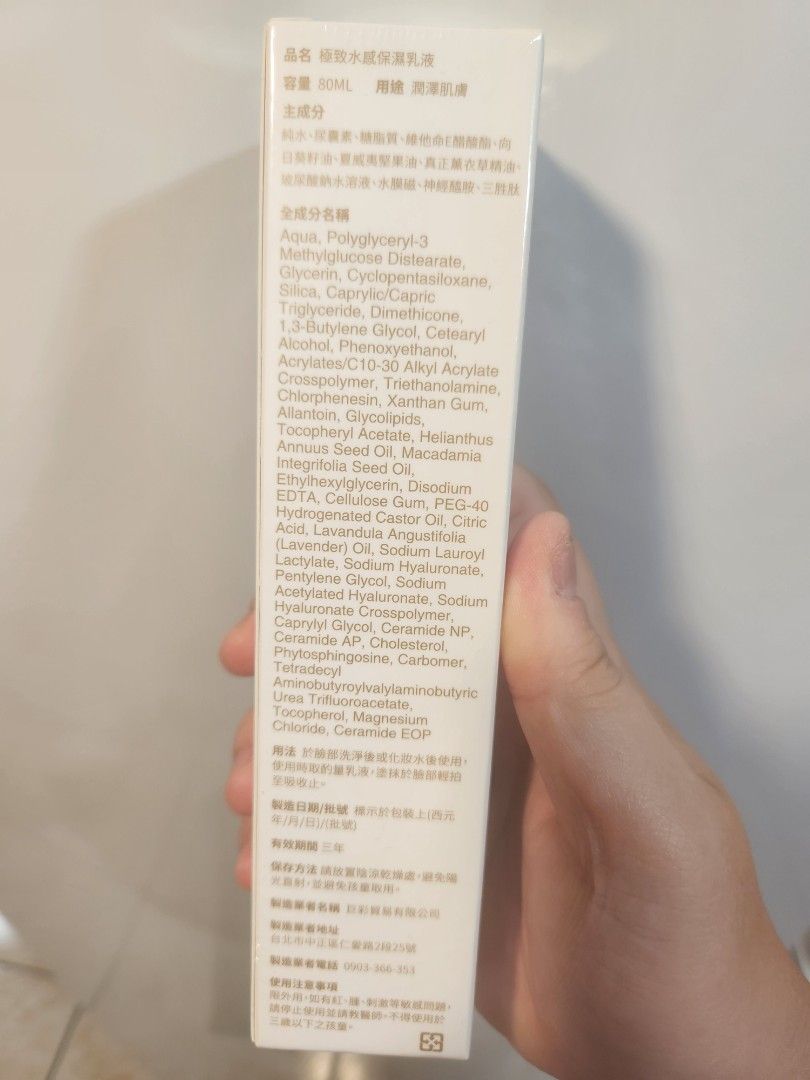 品名 極致水感保濕乳液
容量 80ML 用途 潤澤肌膚
主成分
純水、尿囊素、糖脂質、維他命E醋酸酯、向
日葵籽油、夏威夷堅果油、真正薰衣草精油、
玻尿酸鈉水溶液、水膜磁、神經醯胺、三胜肽
全成分名稱
Aqua, Polyglyceryl-3
Methylglucose Distearate,
Glycerin, Cyclopentasiloxane,
Silica, Caprylic/Capric
Triglyceride, Dimethicone,
1,3-Butylene Glycol, Cetearyl
Alcohol, Phenoxyethanol,
Acrylates/C10-30 Alkyl Acrylate
Crosspolymer, Triethanolamine,
Chlorphenesin, Xanthan Gum,
Allantoin, Glycolipids,
Tocopheryl Acetate, Helianthus
Annuus Seed Oil, Macadamia
Integrifolia Seed Oil,
Ethylhexylglycerin, Disodium
EDTA, Cellulose Gum, PEG-40
Hydrogenated Castor Oil, Citric
Acid, Lavandula Angustifolia
(Lavender) Oil, Sodium Lauroyl
Lactylate, Sodium Hyaluronate,
Pentylene Glycol, Sodium
Acetylated Hyaluronate, Sodium
Hyaluronate Crosspolymer,
Caprylyl Glycol, Ceramide NP,
Ceramide AP, Cholesterol,
Phytosphingosine, Carbomer,
Tetradecyl
Aminobutyroylvalylaminobutyric
Urea Trifluoroacetate,
Tocopherol, Magnesium
Chloride, Ceramide EOP
用法 於臉部洗淨後或化妝水後使用，
使用時取酌量乳液，塗抹於臉部輕拍
至吸收止。
製造日期/批號 標示於包裝上(西元
年/月/日)/(批號)
有效期間 三年
保存方法 請放置陰涼乾燥處，避免陽
光直射，並避免孩童取用。
製造業者名稱 巨彩貿易有限公司
製造業者地址
台北市中正區仁愛路2段25號
製造業者電話 0903-366-353
使用注意事項
限外用，如有紅、腫、刺激等敏感問題，
請停止使用並請教醫師。不得使用於
三歲以下之孩童。